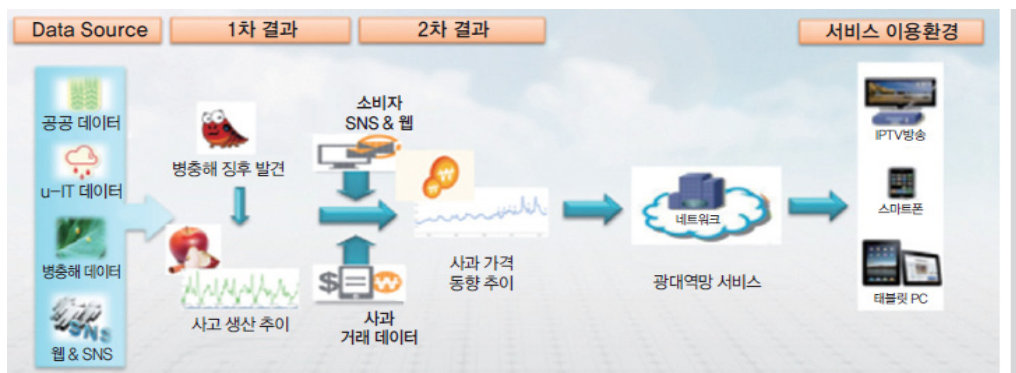 Data Source
1차 결과
2차 결과
서비스 이용환경
공공 데이터
u-IT 데이터
병충해 데이터
웹 & SNS
SNS
병충해 징후 발견
사고 생산 추이
소비자
SNS & 웹
$
₩
사과
거래 데이터
₩
₩
사과 가격
동향 추이
네트워크
광대역망 서비스
IPTV방송
스마트폰
태블릿 PC